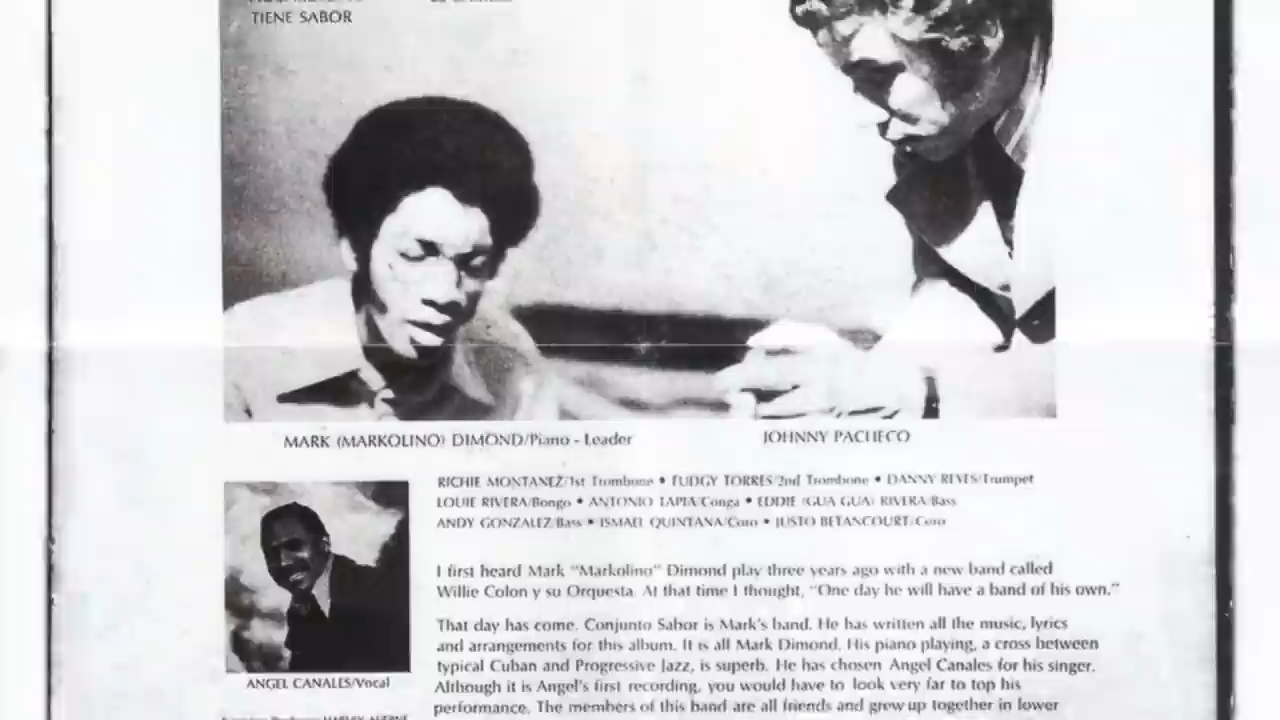 TIENE SABOR
MARK (MARKOLINO) DIMOND/Piano - Leader
JOHNNY PACHECO
RICHIE MONTANEZ/1st Trombone • FUDGY TORRES/2nd Trombone • DANNY REYES/Trumpet
LOUIE RIVERA/Bongo • ANTONIO TAPIA/Conga • EDDIE (GUA GUA) RIVERA/Bass
ANDY GONZALEZ/Bass • ISMAEL QUINTANA/Coro • JUSTO BETANCOURT/Coro
I first heard Mark "Markolino" Dimond play three years ago with a new band called
Willie Colon y su Orquesta. At that time I thought, "One day he will have a band of his own."
That day has come. Conjunto Sabor is Mark's band. He has written all the music, lyrics
and arrangements for this album. It is all Mark Dimond. His piano playing, a cross between
typical Cuban and Progressive Jazz, is superb. He has chosen Angel Canales for his singer.
Although it is Angel's first recording, you would have to look very far to top his
performance. The members of this band are all friends and grew up together in lower
ANGEL CANALES/Vocal